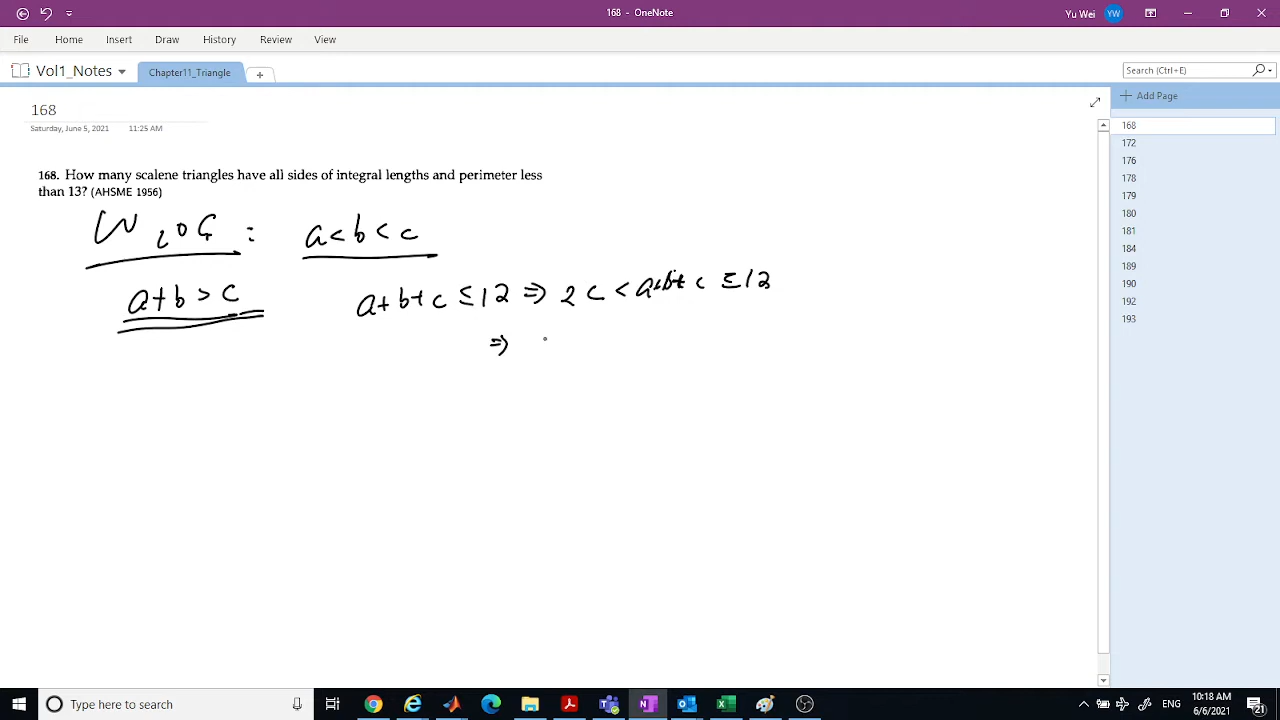 168 - OneNote
Yu Wei YW
File Home Insert Draw History Review View
Vol1_Notes Chapter11_Triangle +
Search (Ctrl+E)
168
Saturday, June 5, 2021 11:25 AM
168. How many scalene triangles have all sides of integral lengths and perimeter less
than 13? (AHSME 1956)
WLOG: a<b<c
a+b>c a+b+c≤12 ⇒ 2c<a+b+c≤12
⇒
Add Page
168
172
176
178
179
180
181
184
189
190
192
193
Type here to search
ENG
10:18 AM
6/6/2021
21